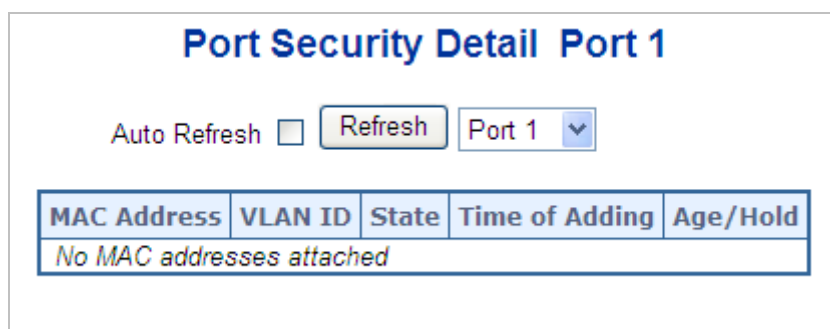 Port Security Detail Port 1
Auto Refresh Refresh Port 1
MAC Address VLAN ID State Time of Adding Age/Hold
No MAC addresses attached